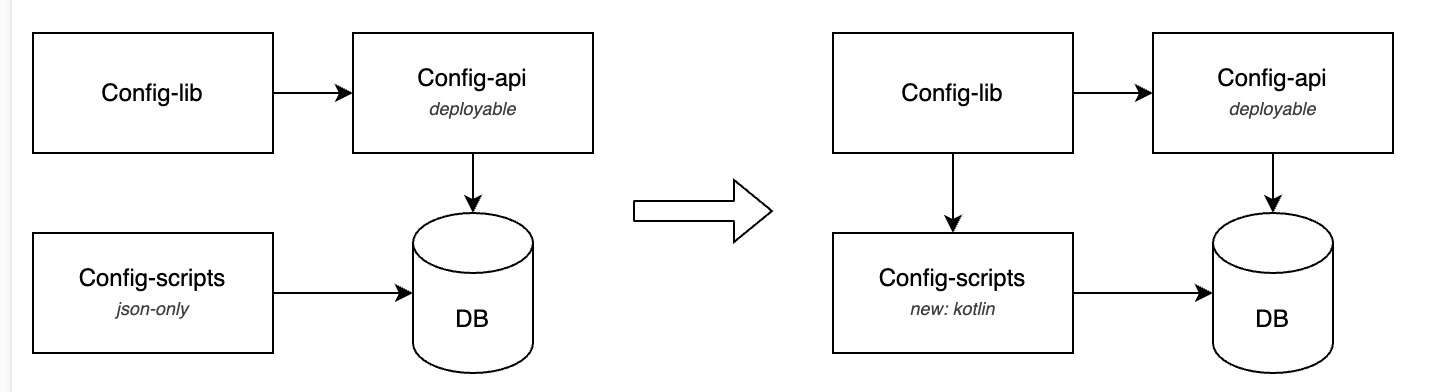 Config-lib
Config-api
deployable
Config-scripts
json-only
DB
Config-lib
Config-api
deployable
Config-scripts
new: kotlin
DB